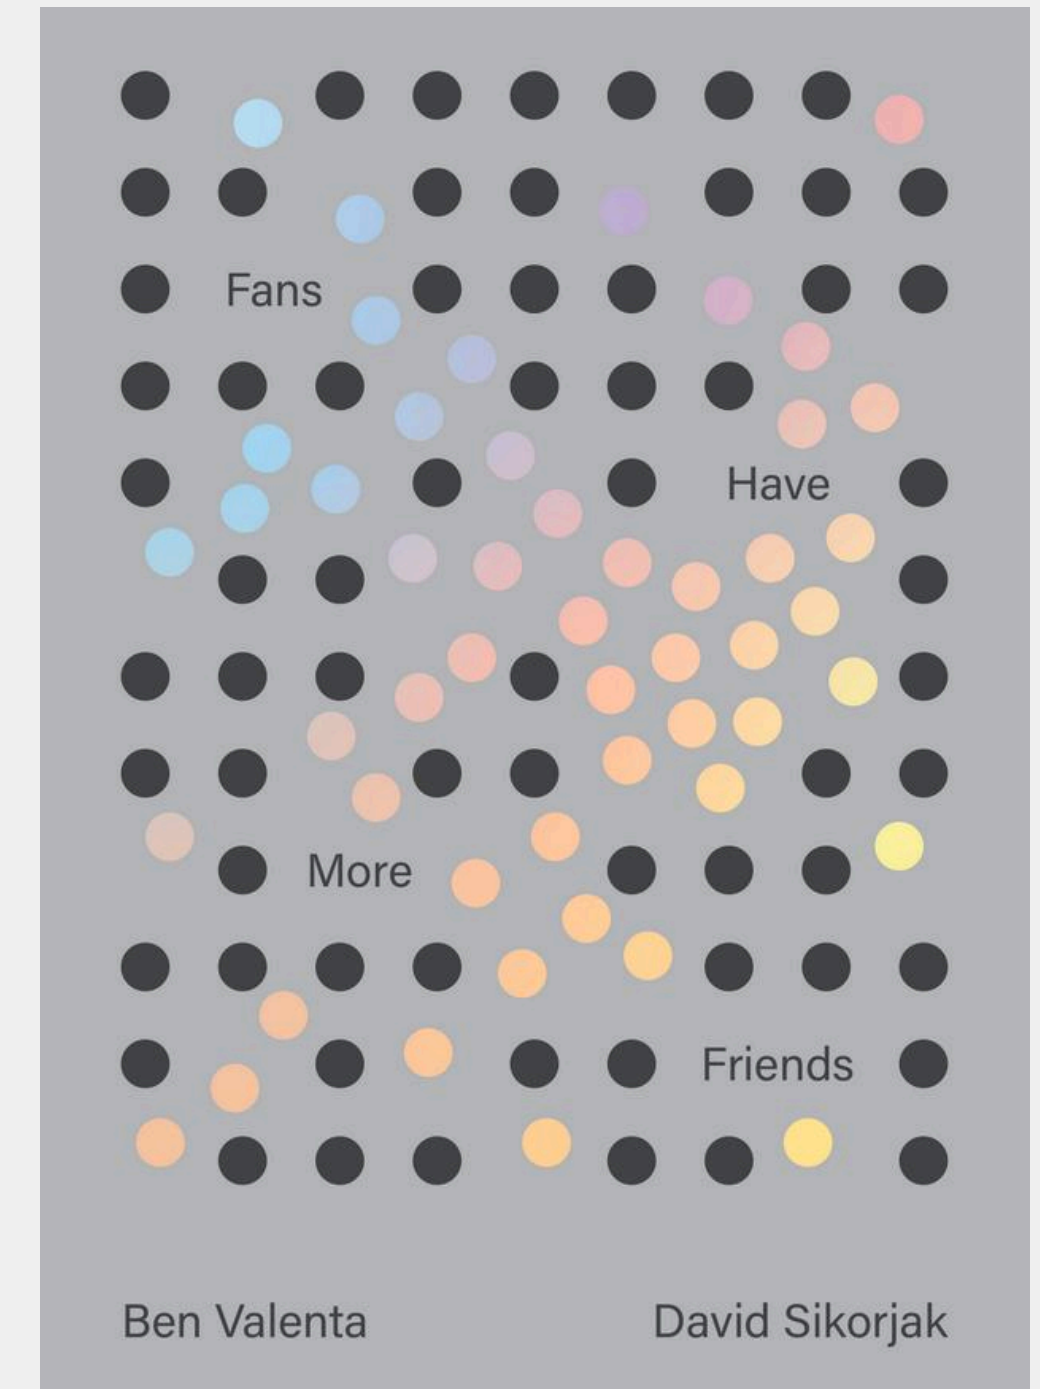 Fans
Have
More
Friends
Ben Valenta
David Sikorjak